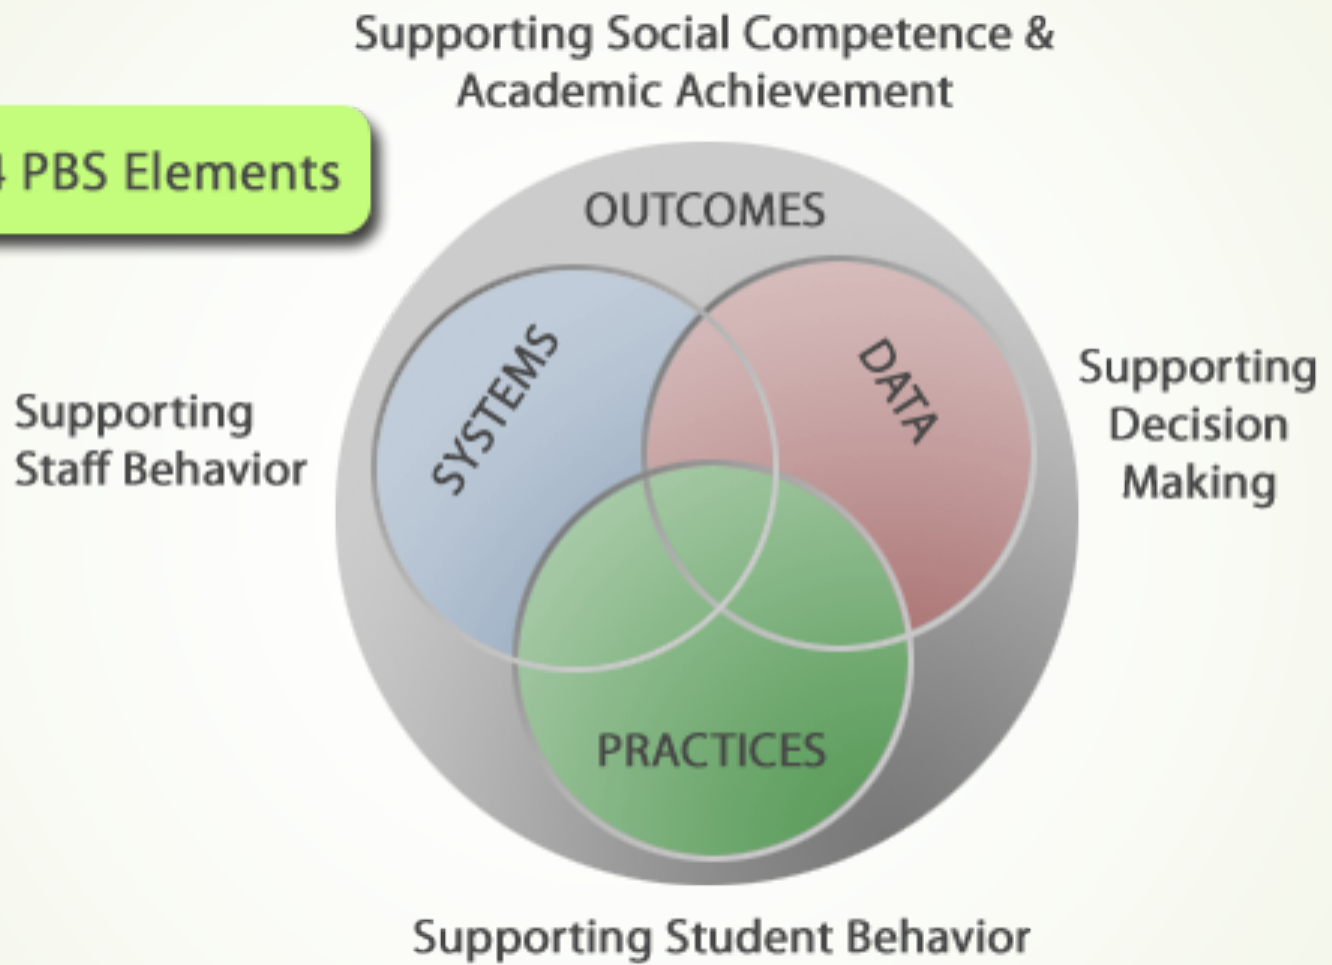 Supporting Social Competence &
Academic Achievement
4 PBS Elements
OUTCOMES
SYSTEMS
DATA
Supporting
Staff Behavior
Supporting
Decision
Making
PRACTICES
Supporting Student Behavior